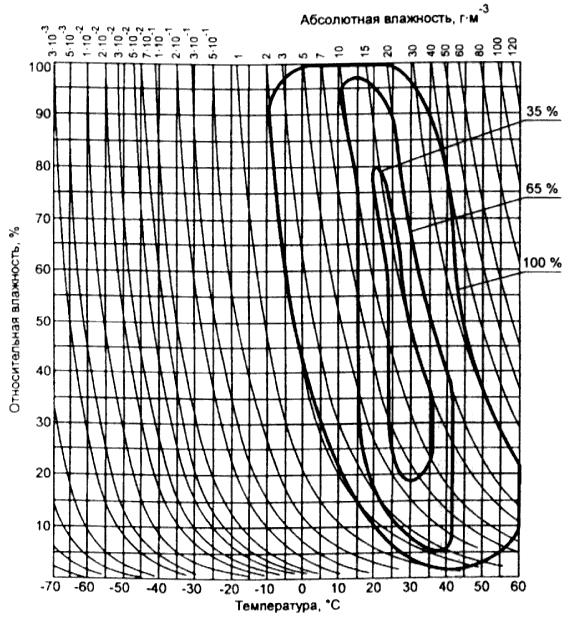 Абсолютная влажность, г·м⁻³
3·10⁻³ 5·10⁻³ 1·10⁻² 2·10⁻² 3·10⁻² 5·10⁻² 7·10⁻² 1·10⁻¹ 2·10⁻¹ 3·10⁻¹ 5·10⁻¹ 1 2 3 5 7 10 15 20 30 40 50 60 80 100 120
100
90
80
70
60
50
40
30
20
10
Относительная влажность, %
35 %
65 %
100 %
-70 -60 -50 -40 -30 -20 -10 0 10 20 30 40 50 60
Температура, °С